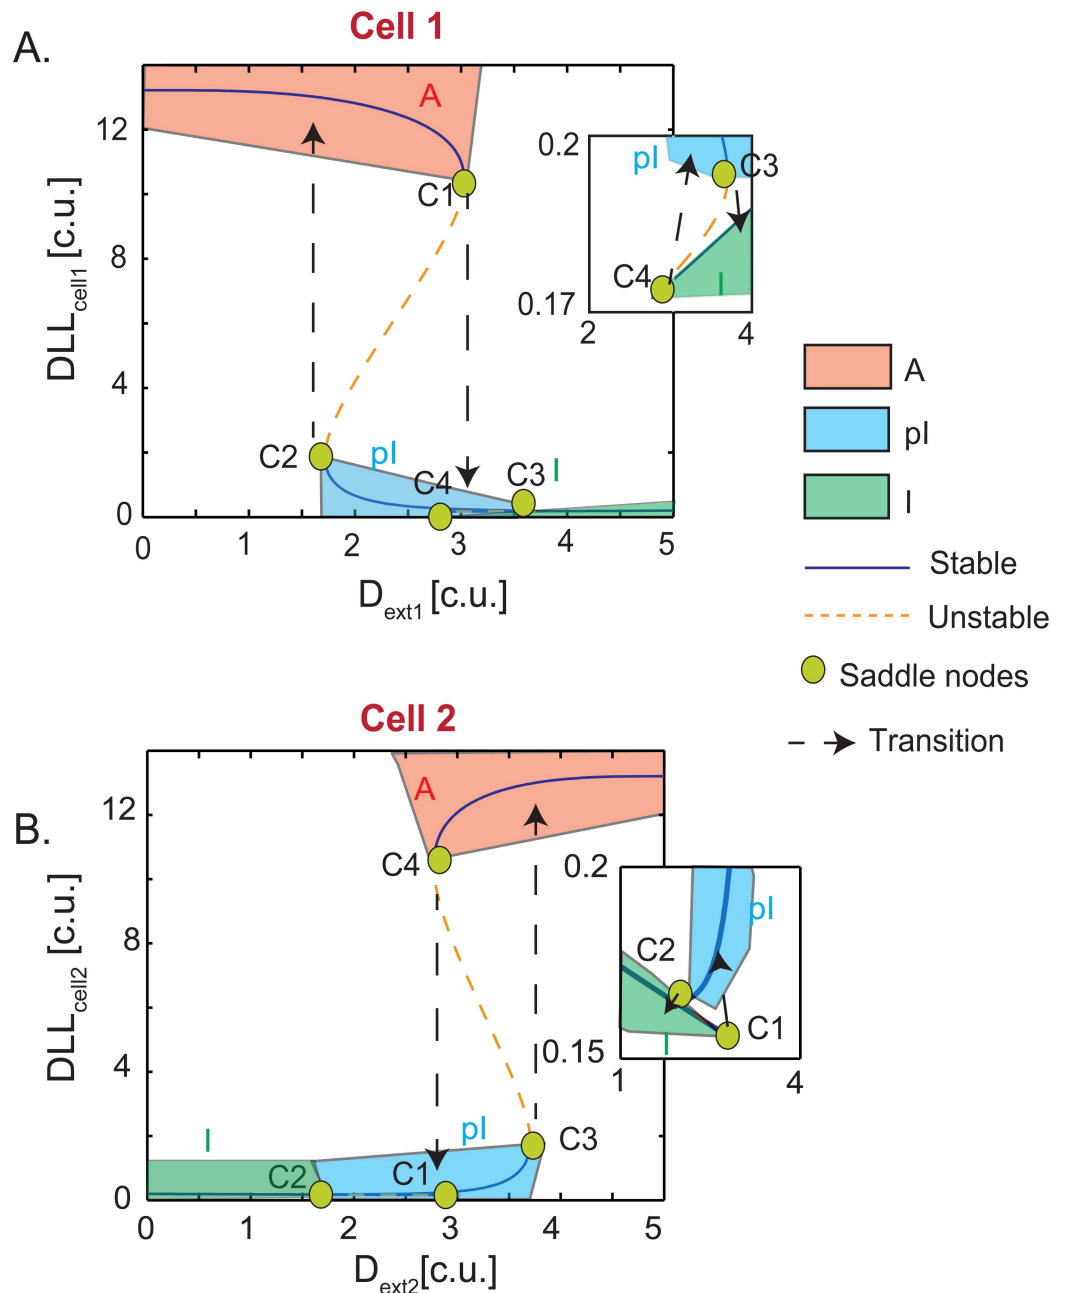 Cell 1
A.
A
12
8
4
0
DLLcell1 [c.u.]
C1
C2
pI
C4
C3
I
0 1 2 3 4 5
Dext1 [c.u.]
0.2
pI
C3
C4
I
0.17
2 4
A
pI
I
Stable
Unstable
Saddle nodes
Transition
Cell 2
B.
A
12
8
4
0
DLLcell2 [c.u.]
C4
pI
C3
I
C2
C1
0 1 2 3 4 5
Dext2[c.u.]
0.2
pI
C2
C1
I
0.15
1 4